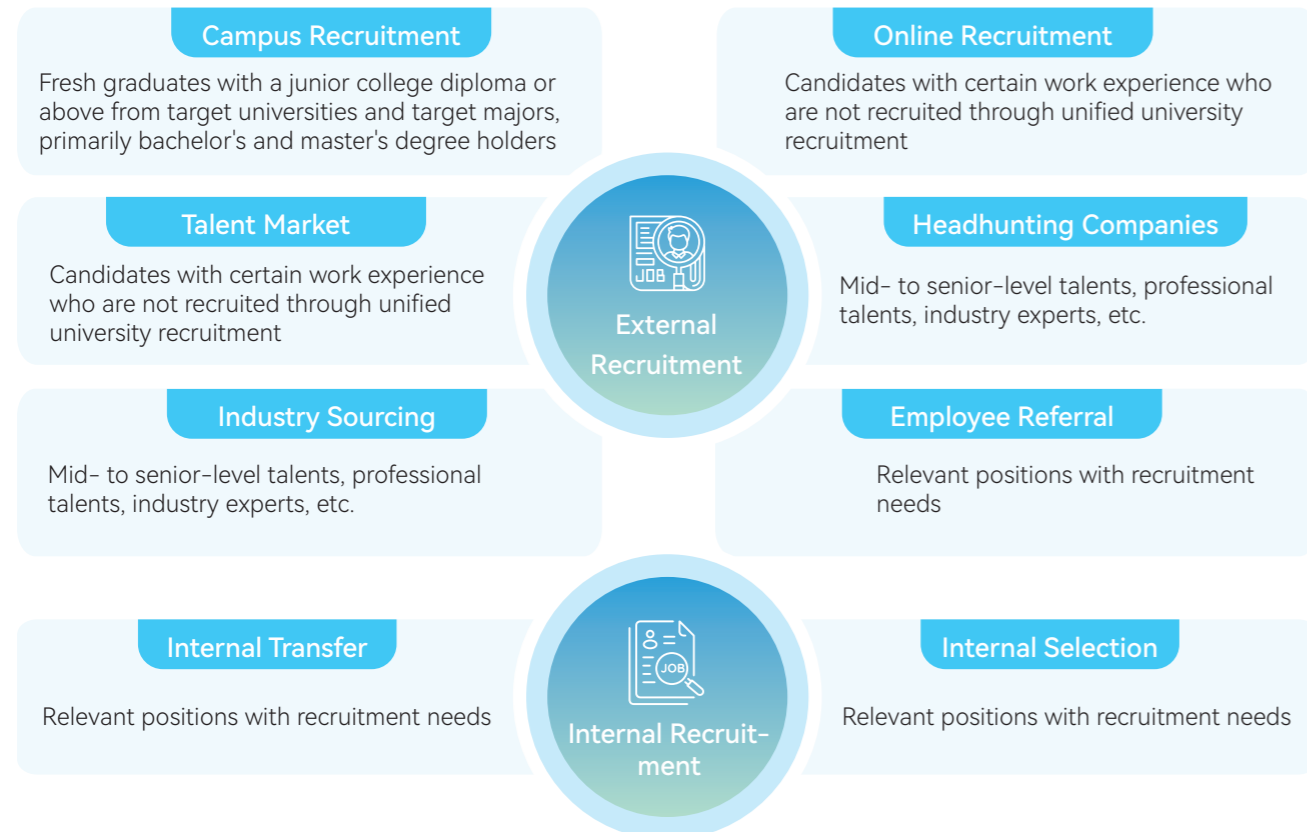 Campus Recruitment
Fresh graduates with a junior college diploma or
above from target universities and target majors,
primarily bachelor's and master's degree holders
Online Recruitment
Candidates with certain work experience who
are not recruited through unified university
recruitment
Talent Market
Candidates with certain work experience
who are not recruited through unified
university recruitment
JOB
External
Recruitment
Headhunting Companies
Mid- to senior-level talents, professional
talents, industry experts, etc.
Industry Sourcing
Mid- to senior-level talents, professional
talents, industry experts, etc.
Employee Referral
Relevant positions with recruitment
needs
Internal Transfer
Relevant positions with recruitment needs
JOB
Internal Recruit-
ment
Internal Selection
Relevant positions with recruitment needs